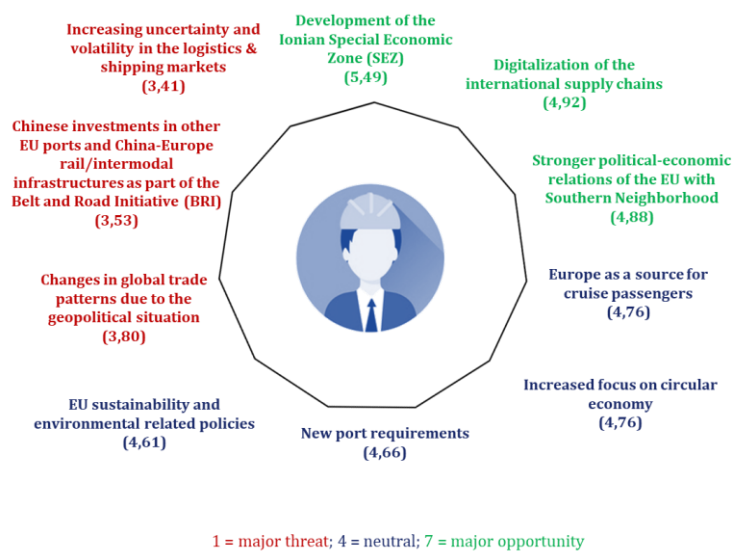 Development of the
Ionian Special Economic
Zone (SEZ)
(5,49)
Digitalization of the
international supply chains
(4,92)
Stronger political-economic
relations of the EU with
Southern Neighborhood
(4,88)
Europe as a source for
cruise passengers
(4,76)
Increased focus on circular
economy
(4,76)
New port requirements
(4,66)
EU sustainability and
environmental related policies
(4,61)
Changes in global trade
patterns due to the
geopolitical situation
(3,80)
Chinese investments in other
EU ports and China-Europe
rail/intermodal
infrastructures as part of the
Belt and Road Initiative (BRI)
(3,53)
Increasing uncertainty and
volatility in the logistics &
shipping markets
(3,41)
1 = major threat; 4 = neutral; 7 = major opportunity